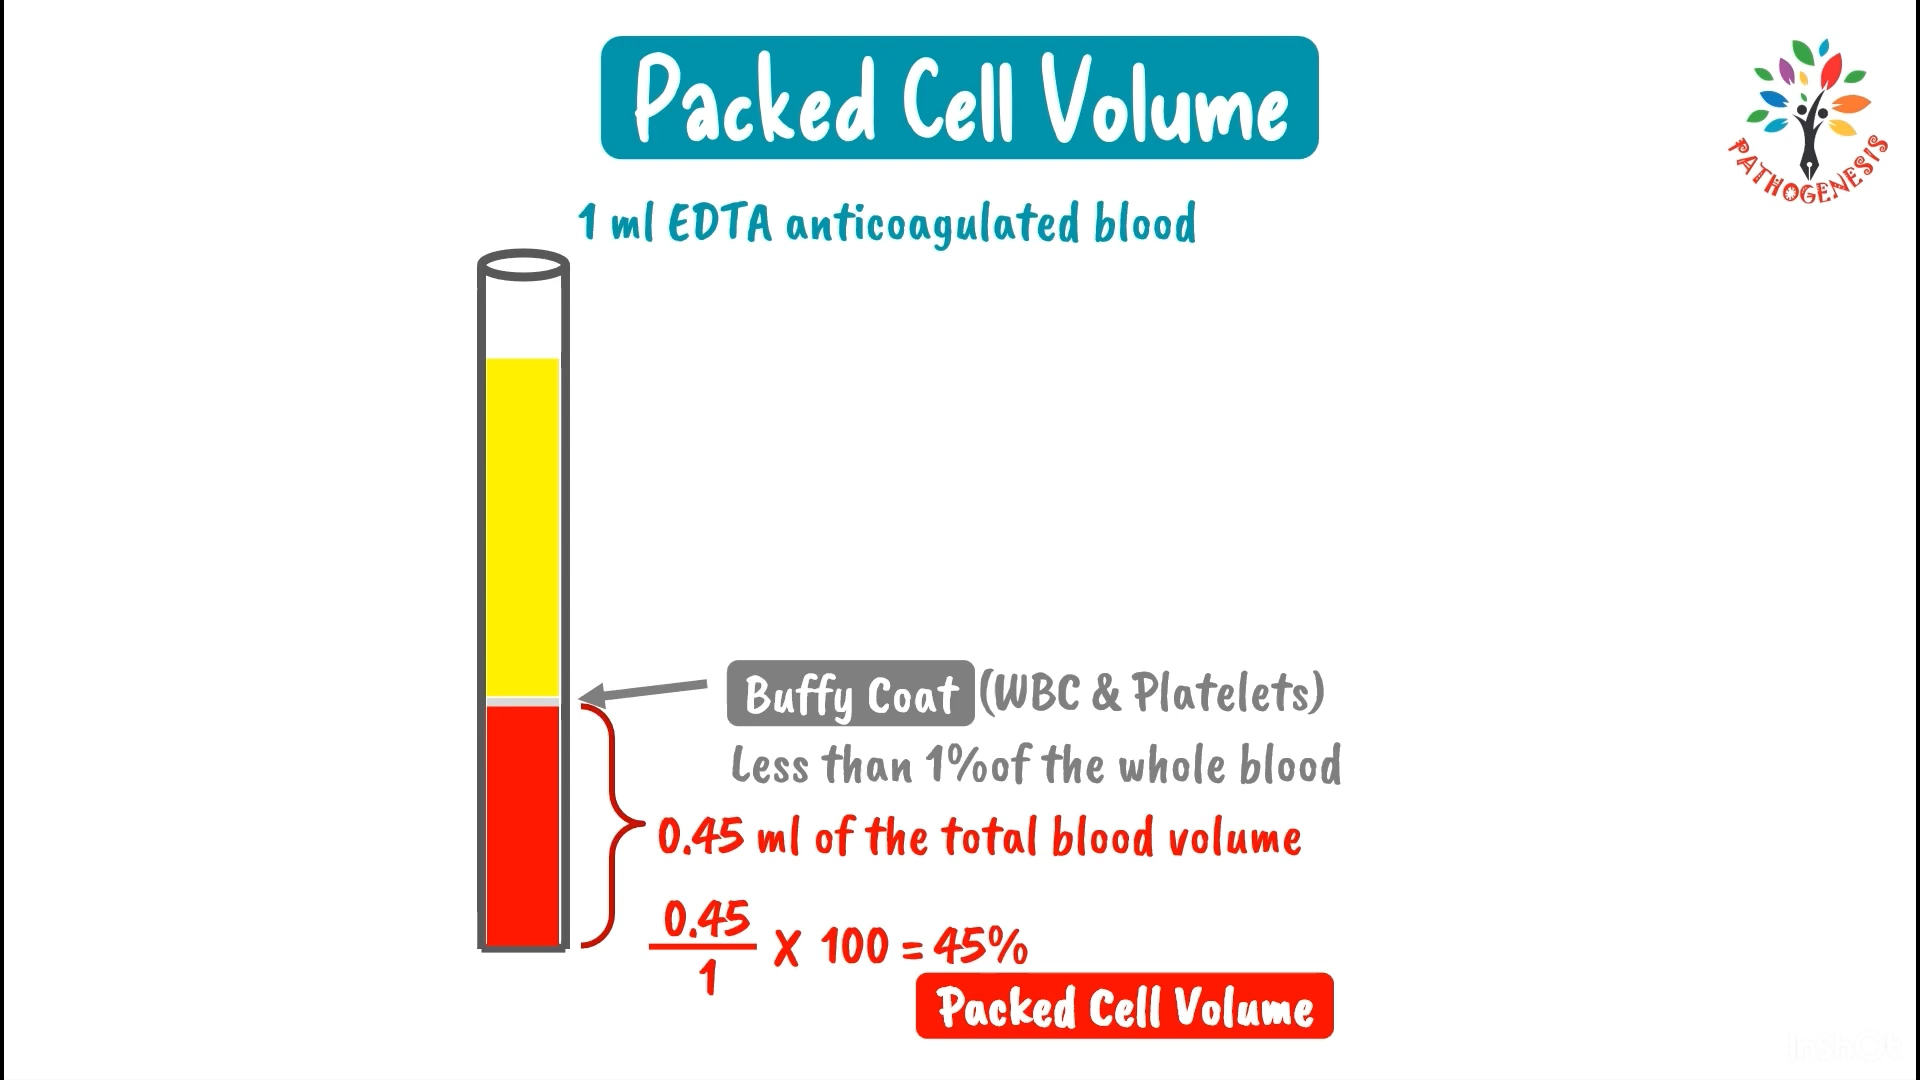 Packed Cell Volume
PATHOGENESIS
1 ml EDTA anticoagulated blood
Buffy Coat (WBC & Platelets)
Less than 1%of the whole blood
0.45 ml of the total blood volume
0.45
1
X 100 = 45%
Packed Cell Volume